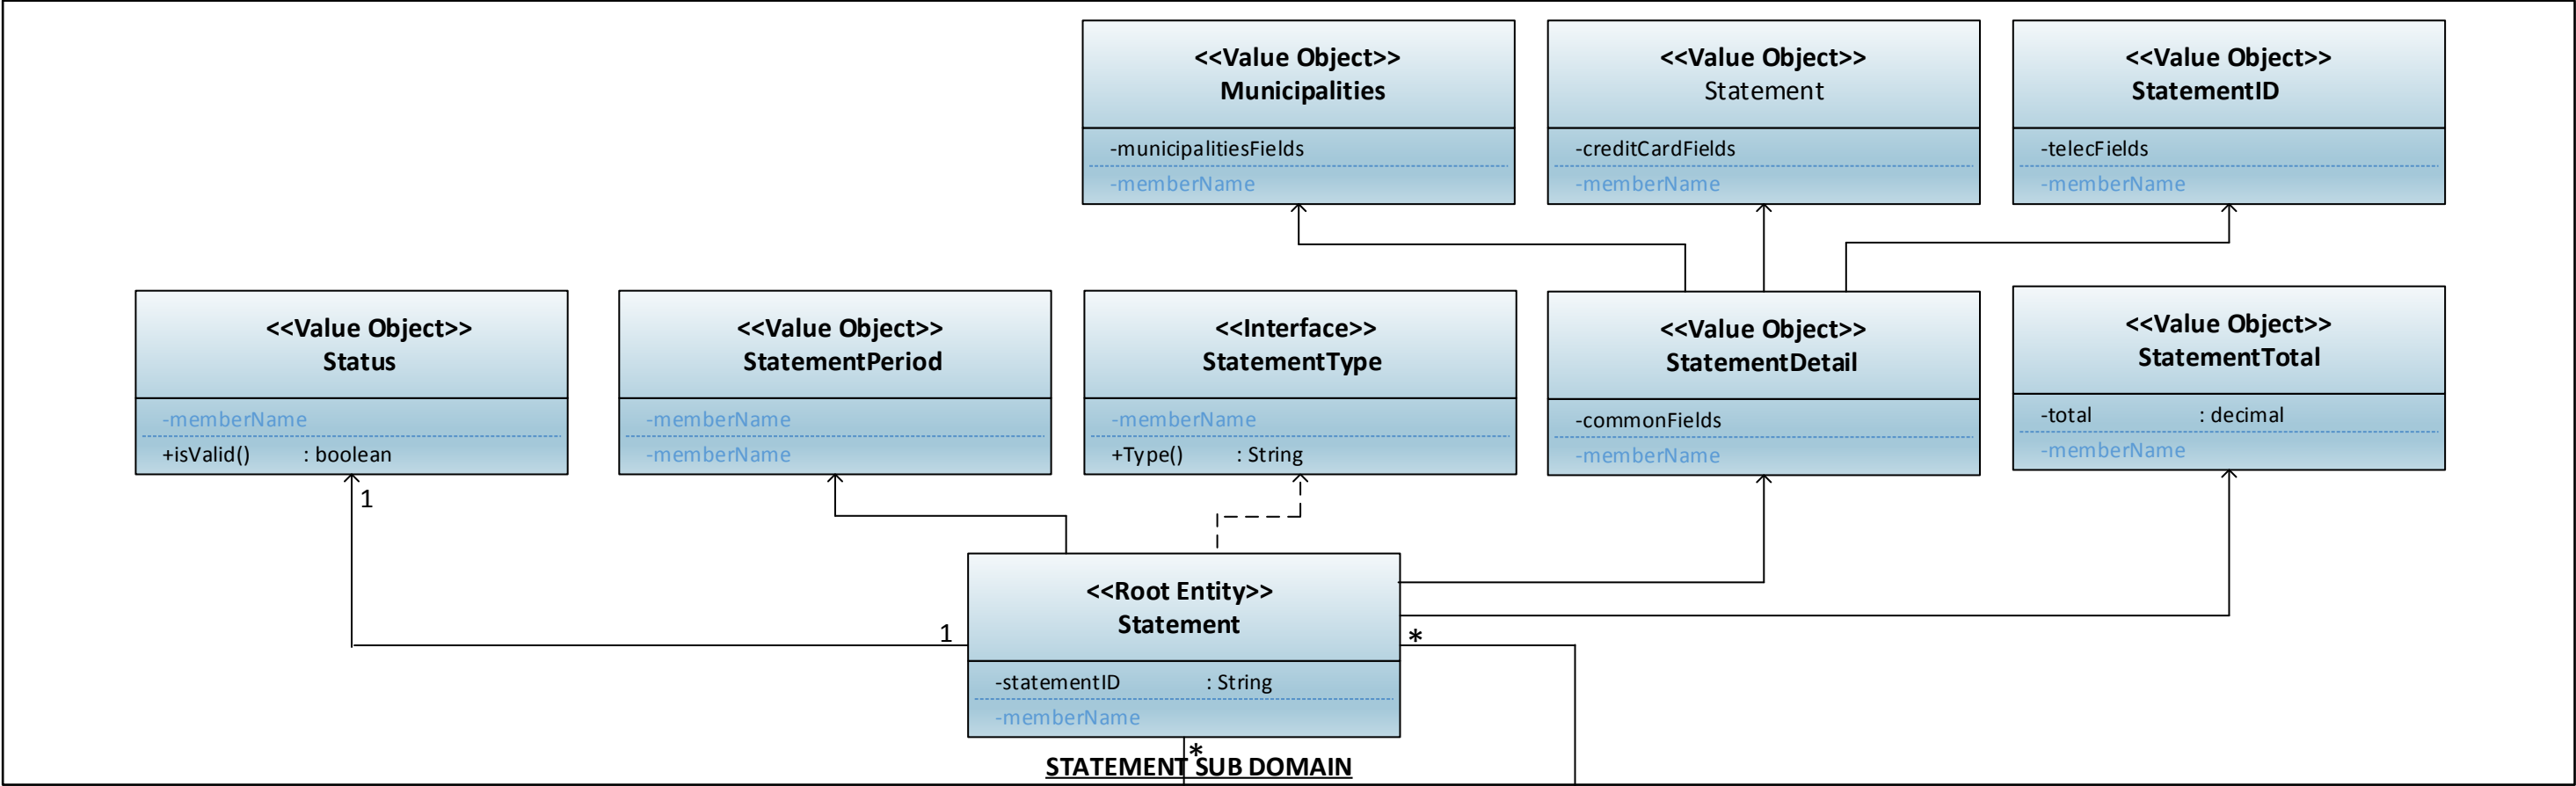 <<Value Object>>
Municipalities
-municipalitiesFields
-memberName
<<Value Object>>
Statement
-creditCardFields
-memberName
<<Value Object>>
StatementID
-telecFields
-memberName
<<Value Object>>
Status
-memberName
+isValid() : boolean
<<Value Object>>
StatementPeriod
-memberName
-memberName
<<Interface>>
StatementType
-memberName
+Type() : String
<<Value Object>>
StatementDetail
-commonFields
-memberName
<<Value Object>>
StatementTotal
-total : decimal
-memberName
1
1
<<Root Entity>>
Statement
-statementID : String
-memberName
*
*
STATEMENT SUB DOMAIN